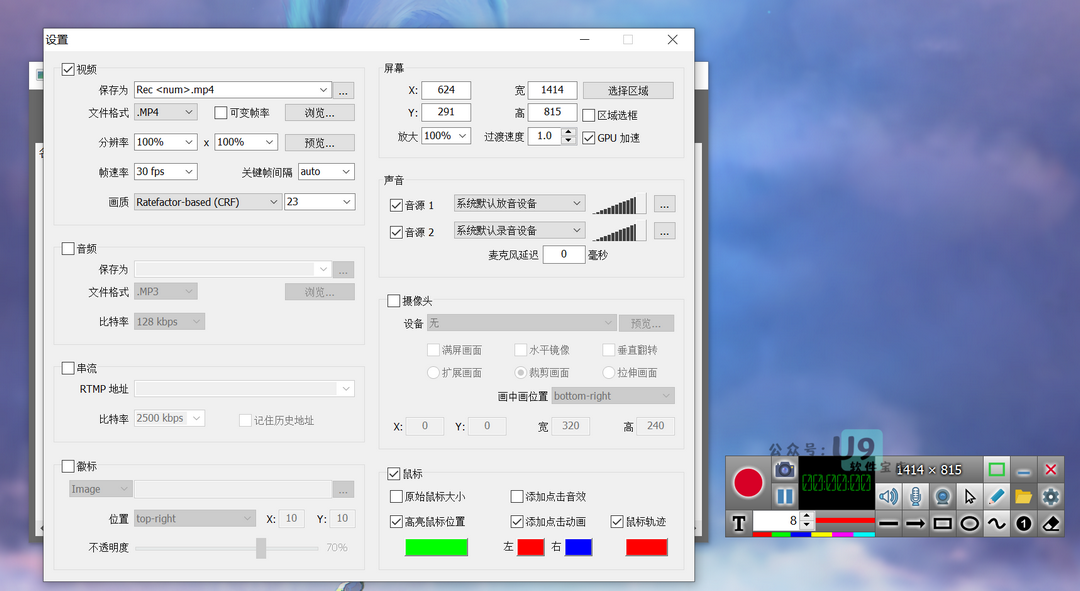 设置
视频
保存为 Rec <num>.mp4 ...
文件格式 .MP4 可变帧率 浏览...
分辨率 100% x 100% 预览...
帧速率 30 fps 关键帧间隔 auto
画质 Ratefactor-based (CRF) 23
音频
保存为 ...
文件格式 .MP3 浏览...
比特率 128 kbps
串流
RTMP 地址
比特率 2500 kbps 记住历史地址
徽标
Image ...
位置 top-right X: 10 Y: 10
不透明度 70%
屏幕
X: 624 宽 1414 选择区域
Y: 291 高 815 区域选框
放大 100% 过渡速度 1.0 GPU 加速
声音
音源 1 系统默认放音设备 ...
音源 2 系统默认录音设备 ...
麦克风延迟 0 毫秒
摄像头
设备 无 预览...
满屏画面 水平镜像 垂直翻转
扩展画面 裁剪画面 拉伸画面
画中画位置 bottom-right
X: 0 Y: 0 宽 320 高 240
鼠标
原始鼠标大小 添加点击音效
高亮鼠标位置 添加点击动画 鼠标轨迹
左 右
公众号: U9
软件宝
1414 × 815
00:00:00.0
T 8 1